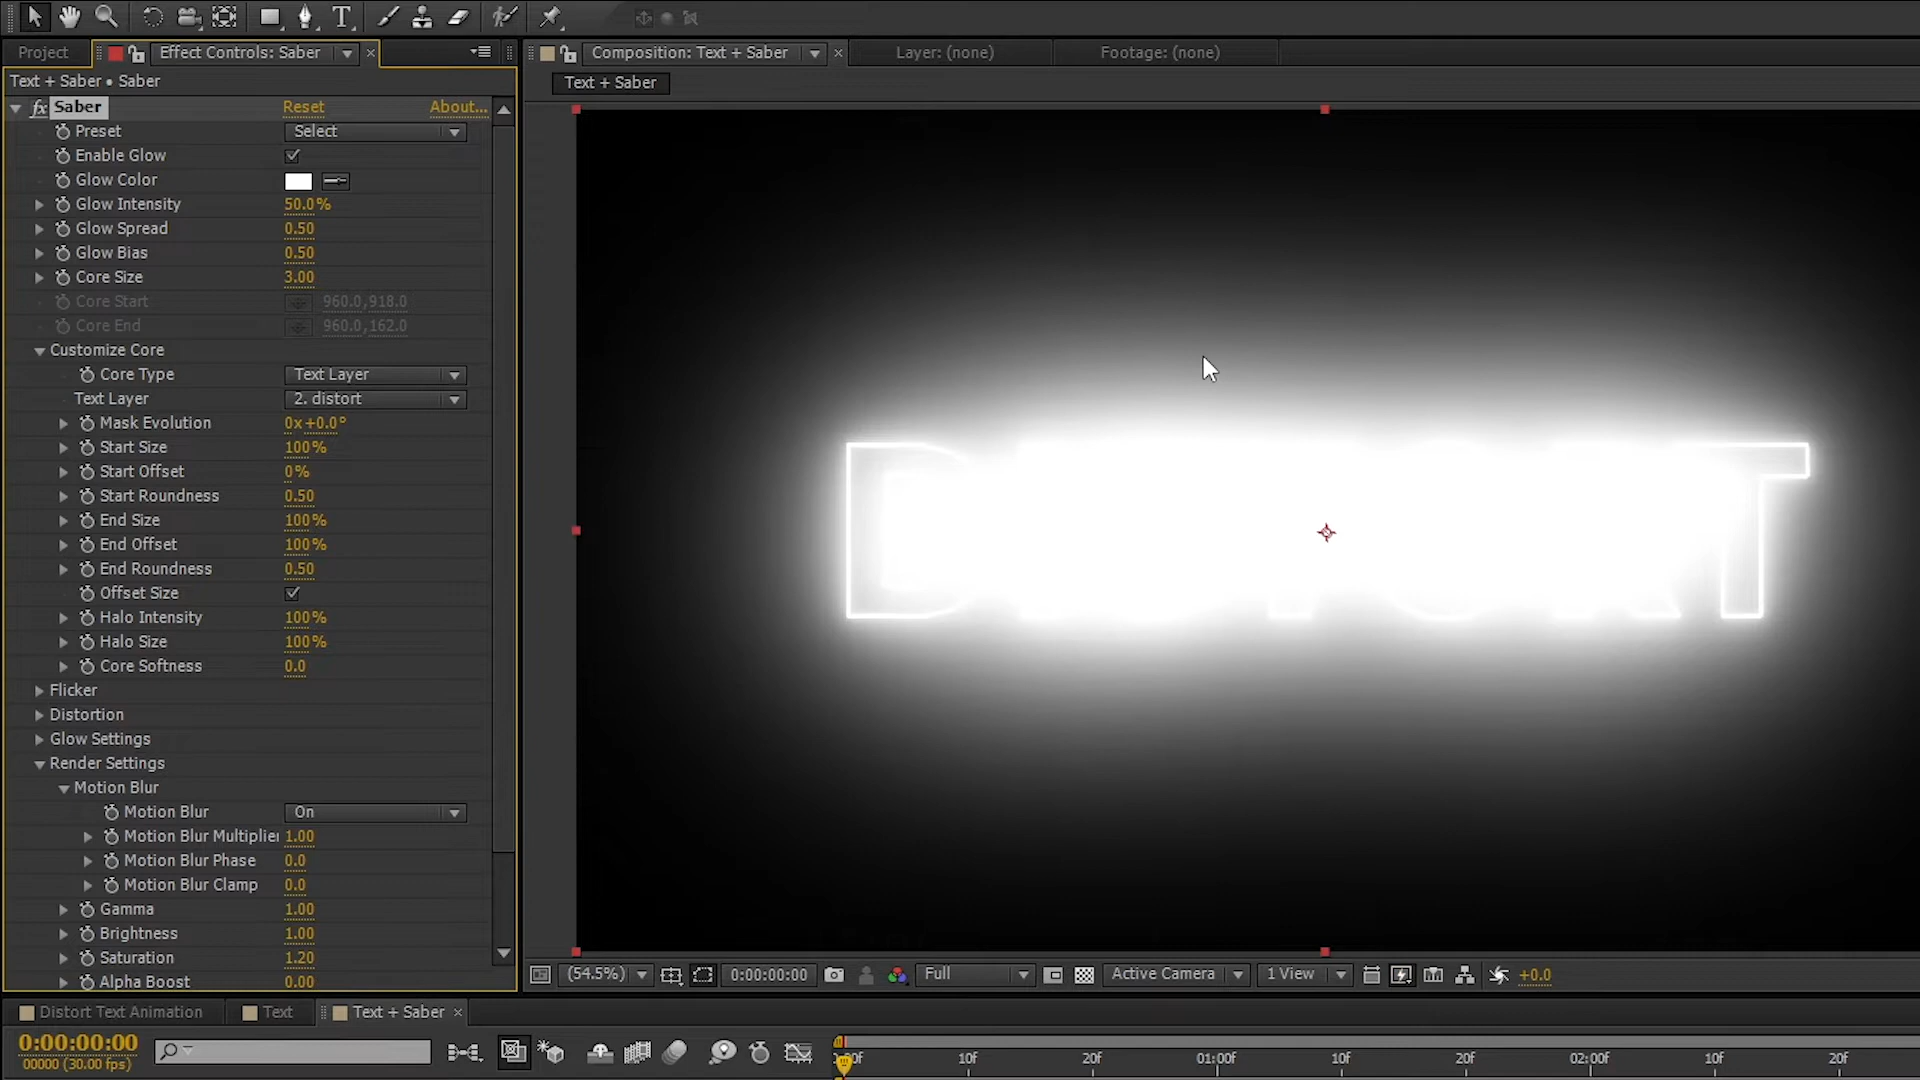 Project
Effect Controls: Saber
Composition: Text + Saber
Layer: (none)
Footage: (none)
Text + Saber • Saber
Text + Saber
fx Saber Reset About...
Preset Select
Enable Glow
Glow Color
Glow Intensity 50.0%
Glow Spread 0.50
Glow Bias 0.50
Core Size 3.00
Core Start 960.0,918.0
Core End 960.0,162.0
Customize Core
Core Type Text Layer
Text Layer 2. distort
Mask Evolution 0x+0.0°
Start Size 100%
Start Offset 0%
Start Roundness 0.50
End Size 100%
End Offset 100%
End Roundness 0.50
Offset Size
Halo Intensity 100%
Halo Size 100%
Core Softness 0.0
Flicker
Distortion
Glow Settings
Render Settings
Motion Blur
Motion Blur On
Motion Blur Multiplier 1.00
Motion Blur Phase 0.0
Motion Blur Clamp 0.0
Gamma 1.00
Brightness 1.00
Saturation 1.20
Alpha Boost 0.00
DISTORT
(54.5%) 0:00:00:00 Full Active Camera 1 View +0.0
Distort Text Animation Text Text + Saber
0:00:00:00
00000 (30.00 fps)
10f 20f 01:00f 10f 20f 02:00f 10f 20f